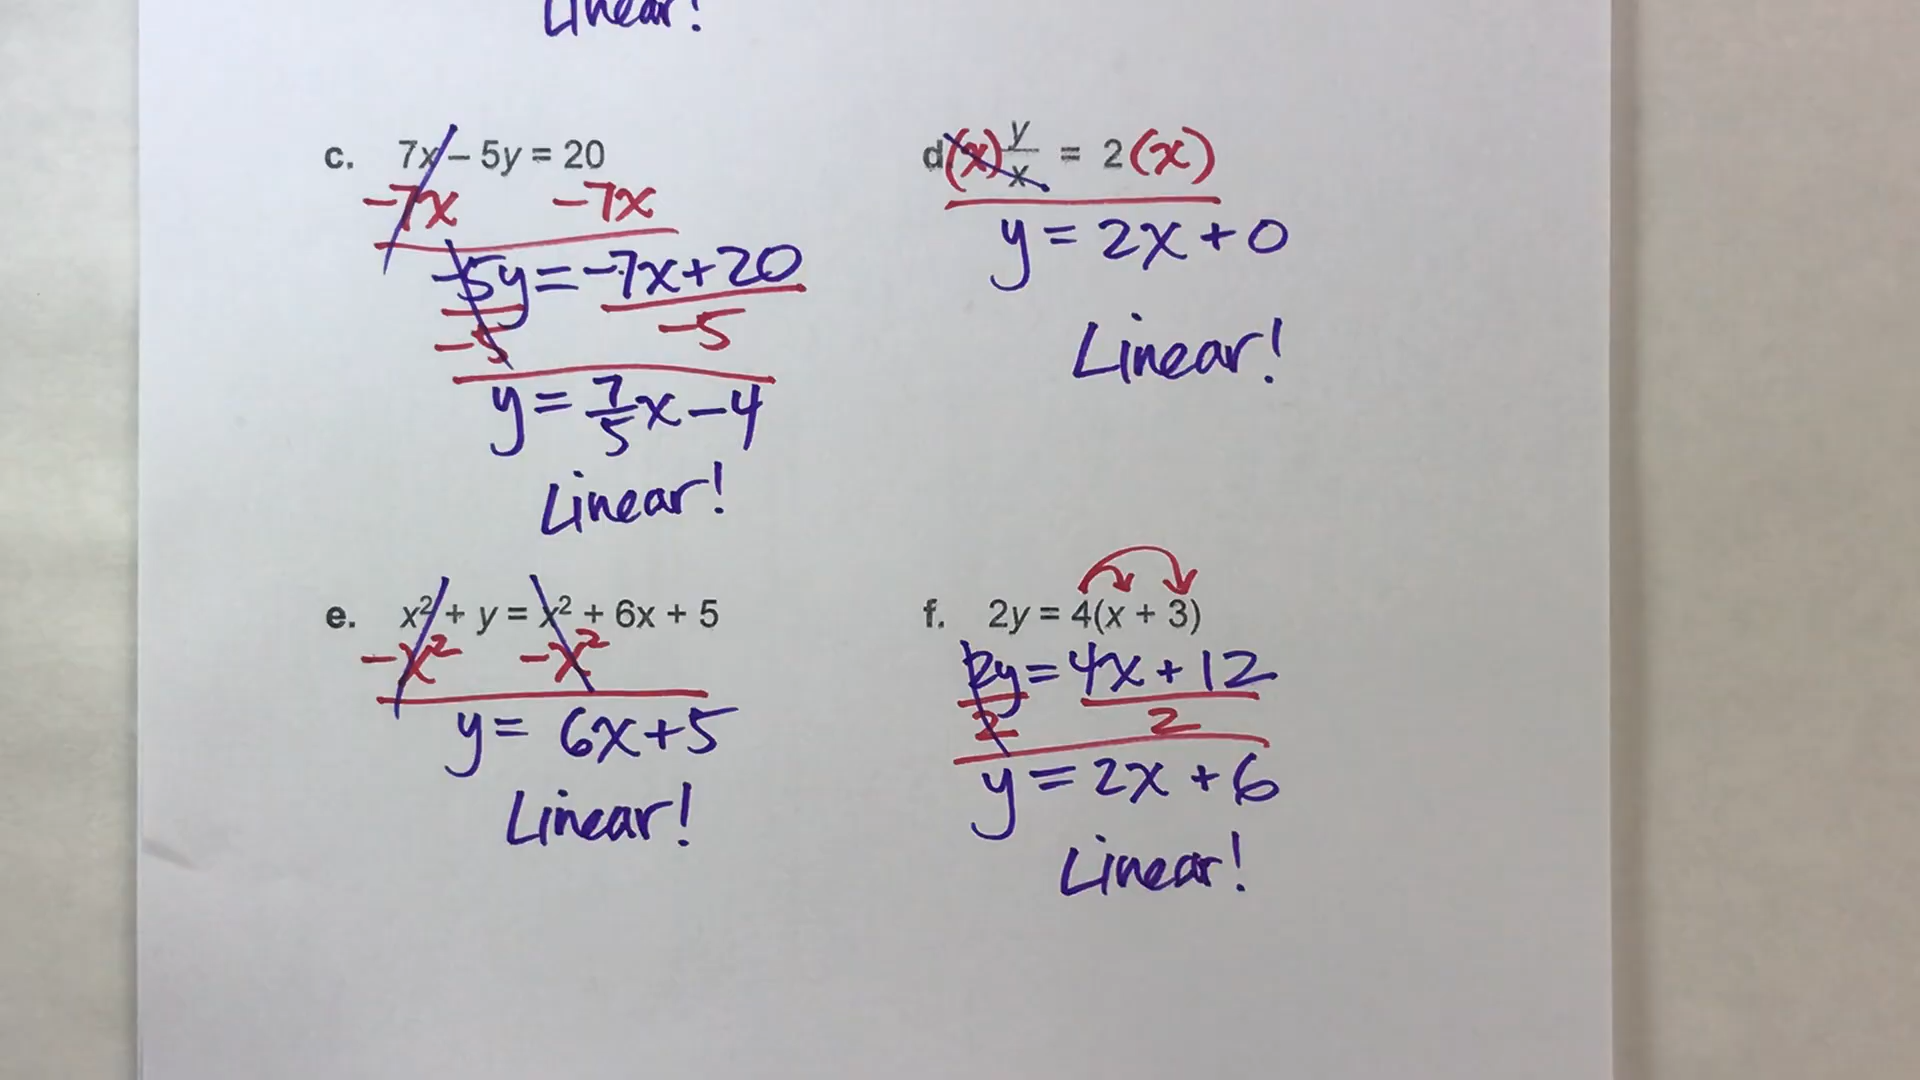 Linear!
c. 7x – 5y = 20
-7x -7x
-5y = -7x + 20
-5 -5
y = 7/5 x - 4
Linear!
d. (x) y/x = 2 (x)
y = 2x + 0
Linear!
e. x² + y = x² + 6x + 5
-x² -x²
y = 6x + 5
Linear!
f. 2y = 4(x + 3)
2y = 4x + 12
2 2
y = 2x + 6
Linear!